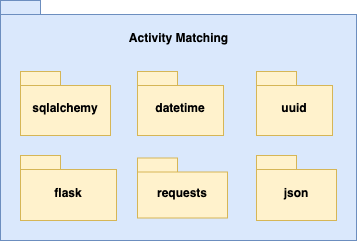 Activity Matching
sqlalchemy
datetime
uuid
flask
requests
json